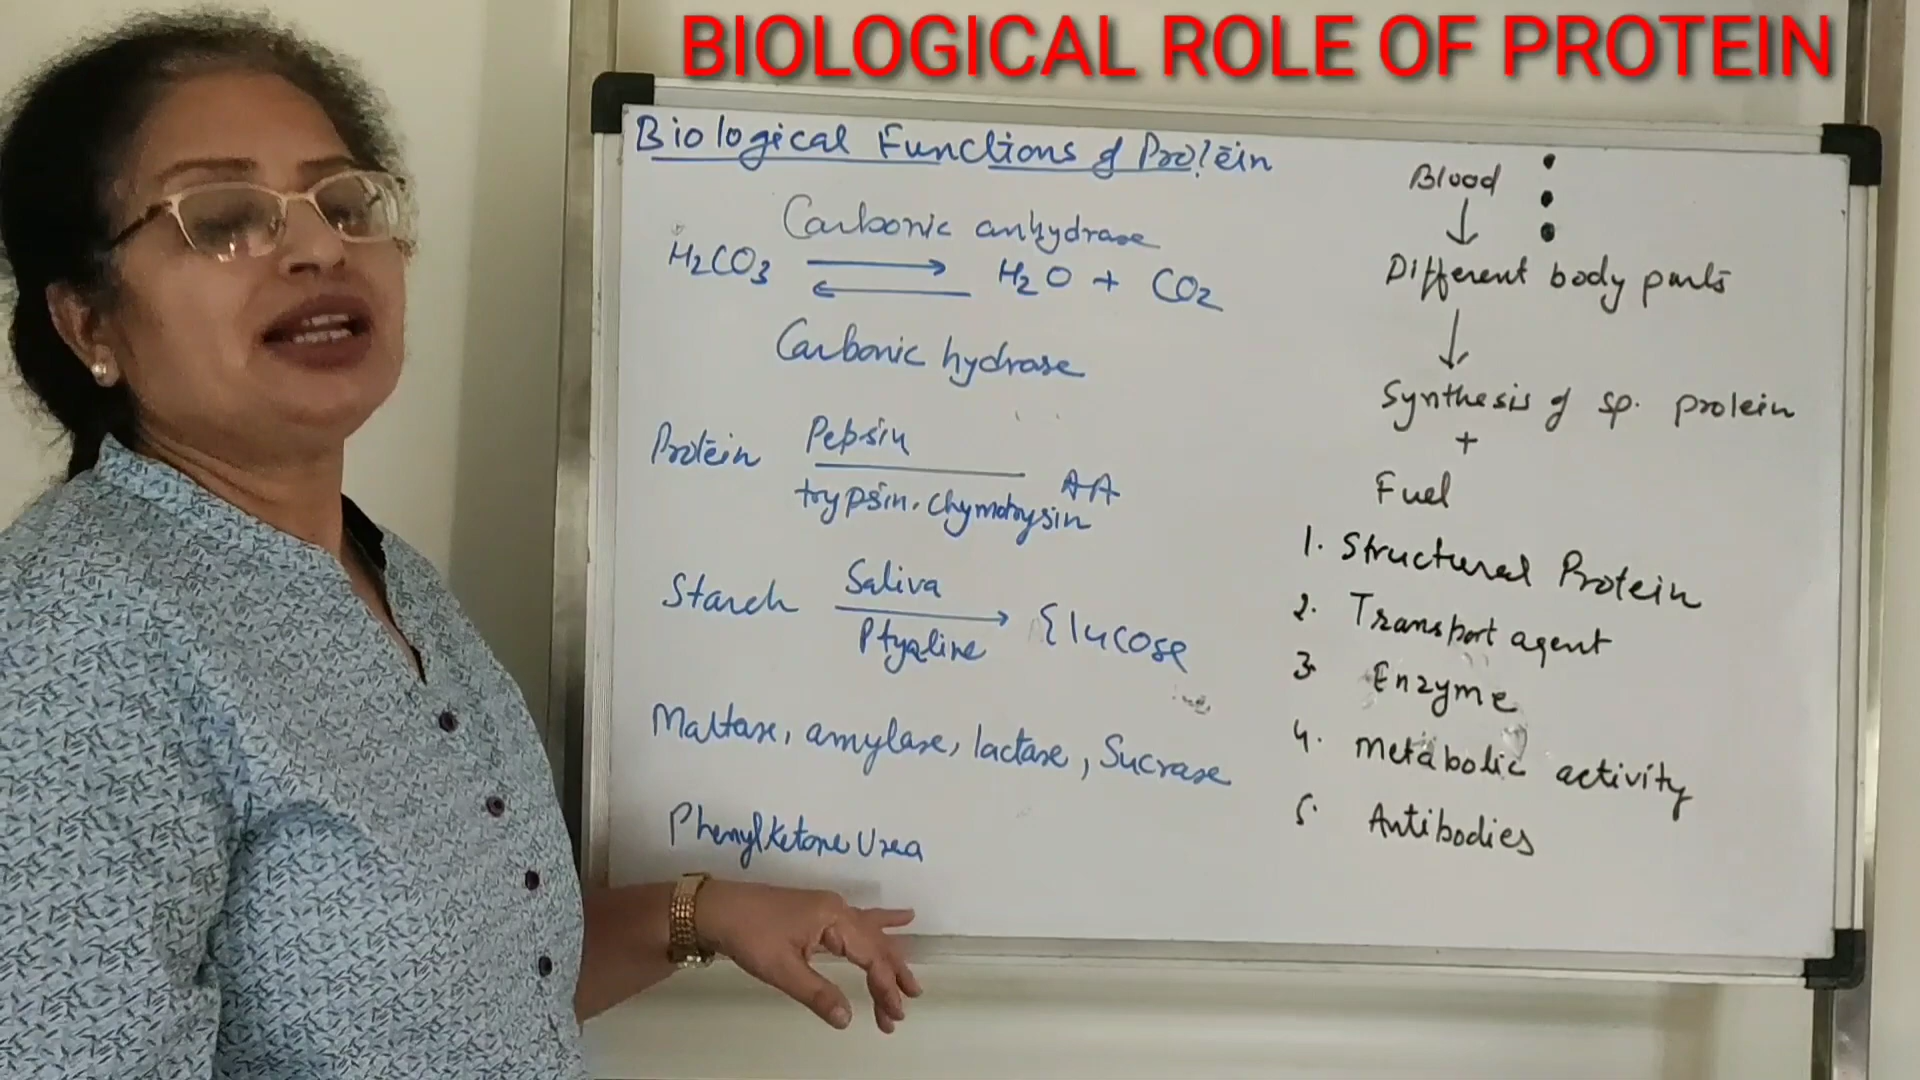 BIOLOGICAL ROLE OF PROTEIN
Biological Functions of Protein
Carbonic anhydrase
H2CO3 H2O + CO2
Carbonic hydrase
Protein Pepsin AA
trypsin, chymotrysin
Starch Saliva Glucose
Ptyaline
Maltase, amylase, lactase, Sucrase
Phenylketone Urea
Blood
↓
Different body parts
↓
Synthesis of sp. protein
+
Fuel
1. Structural Protein
2. Transport agent
3. Enzyme
4. Metabolic activity
5. Antibodies